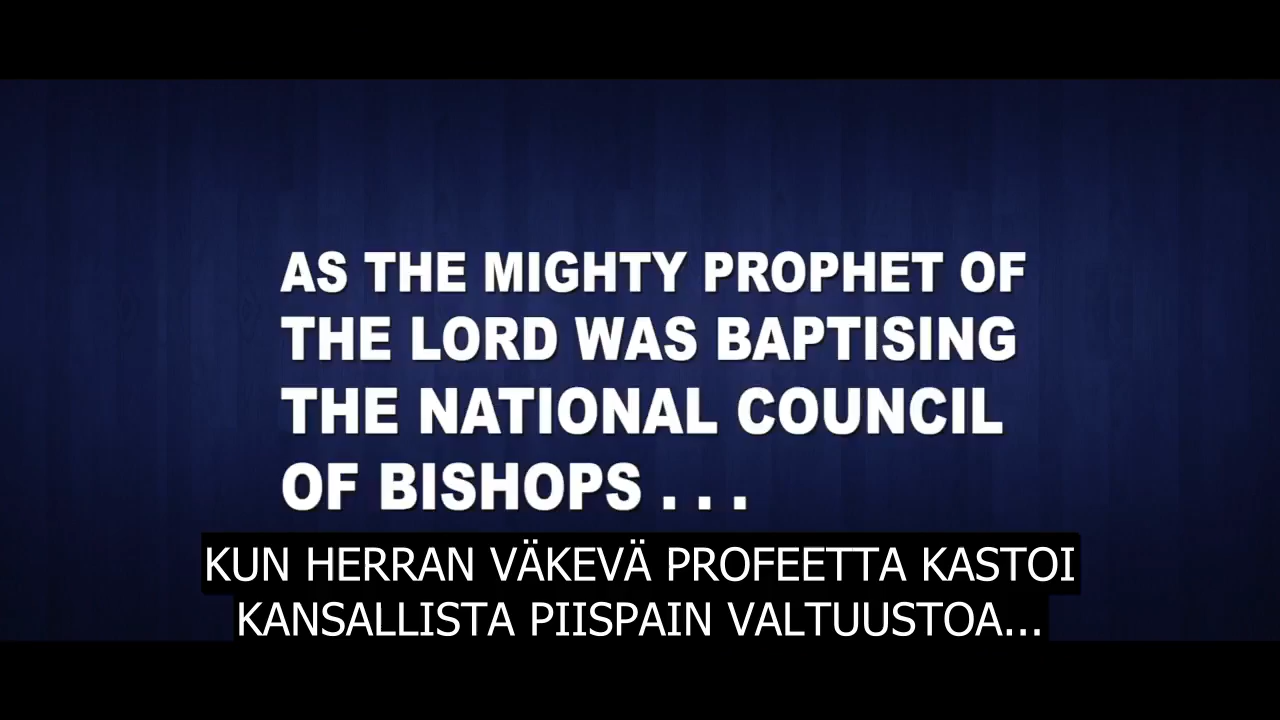 AS THE MIGHTY PROPHET OF
THE LORD WAS BAPTISING
THE NATIONAL COUNCIL
OF BISHOPS . . .
KUN HERRAN VÄKEVÄ PROFEETTA KASTOI
KANSALLISTA PIISPAIN VALTUUSTOA...